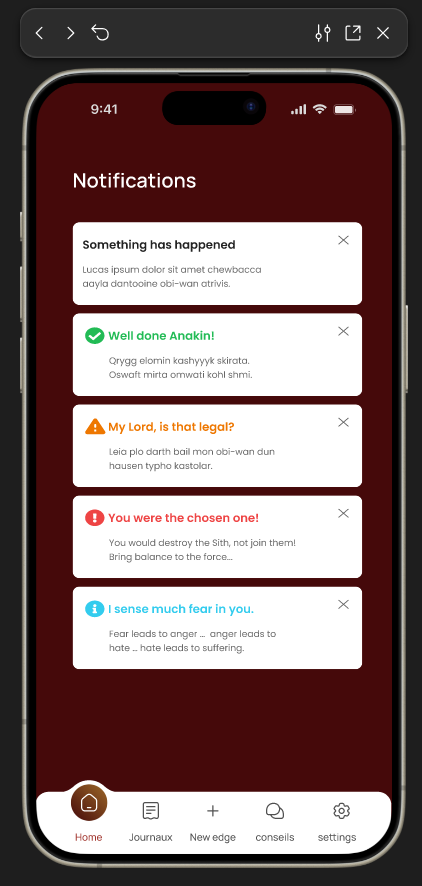 9:41
Notifications
Something has happened
Lucas ipsum dolor sit amet chewbacca
aayla dantooine obi-wan atrivis.
Well done Anakin!
Qrygg elomin kashyyyk skirata.
Oswaft mirta omwati kohl shmi.
My Lord, is that legal?
Leia plo darth bail mon obi-wan dun
hausen typho kastolar.
You were the chosen one!
You would destroy the Sith, not join them!
Bring balance to the force...
I sense much fear in you.
Fear leads to anger ... anger leads to
hate ... hate leads to suffering.
Home Journaux New edge conseils settings